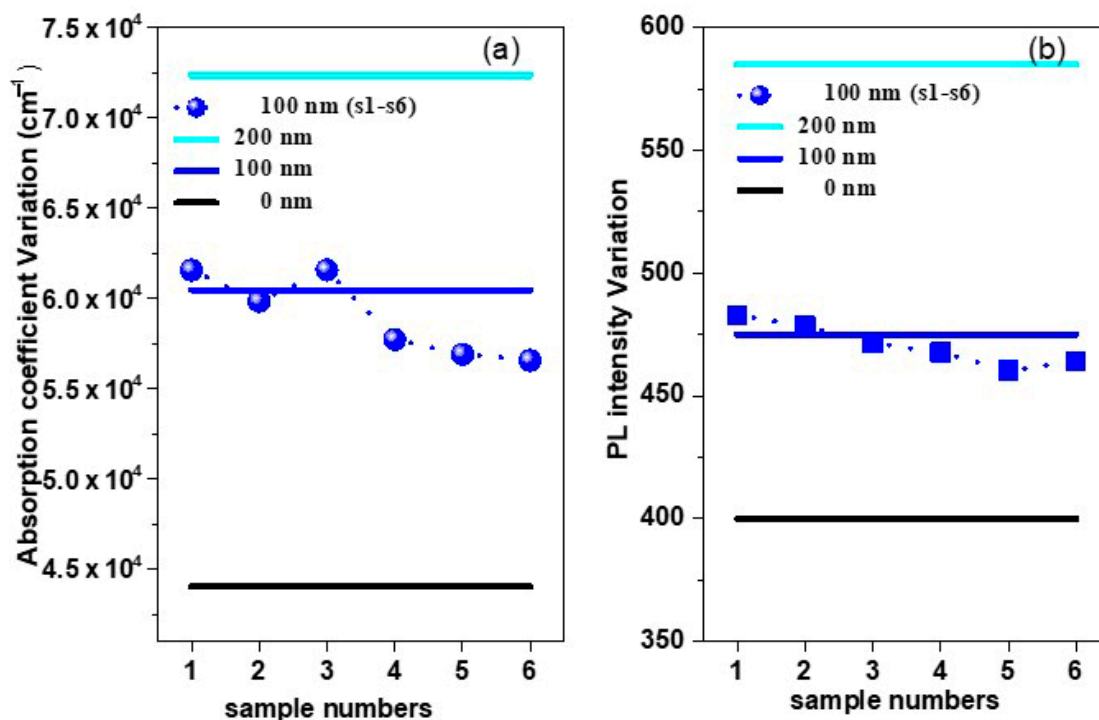 (a)
Absorption coefficient Variation (cm⁻¹ )
7.5 x 10⁴
7.0 x 10⁴
6.5 x 10⁴
6.0 x 10⁴
5.5 x 10⁴
5.0 x 10⁴
4.5 x 10⁴
100 nm (s1-s6)
200 nm
100 nm
0 nm
1 2 3 4 5 6
sample numbers
(b)
PL intensity Variation
600
550
500
450
400
350
100 nm (s1-s6)
200 nm
100 nm
0 nm
1 2 3 4 5 6
sample numbers